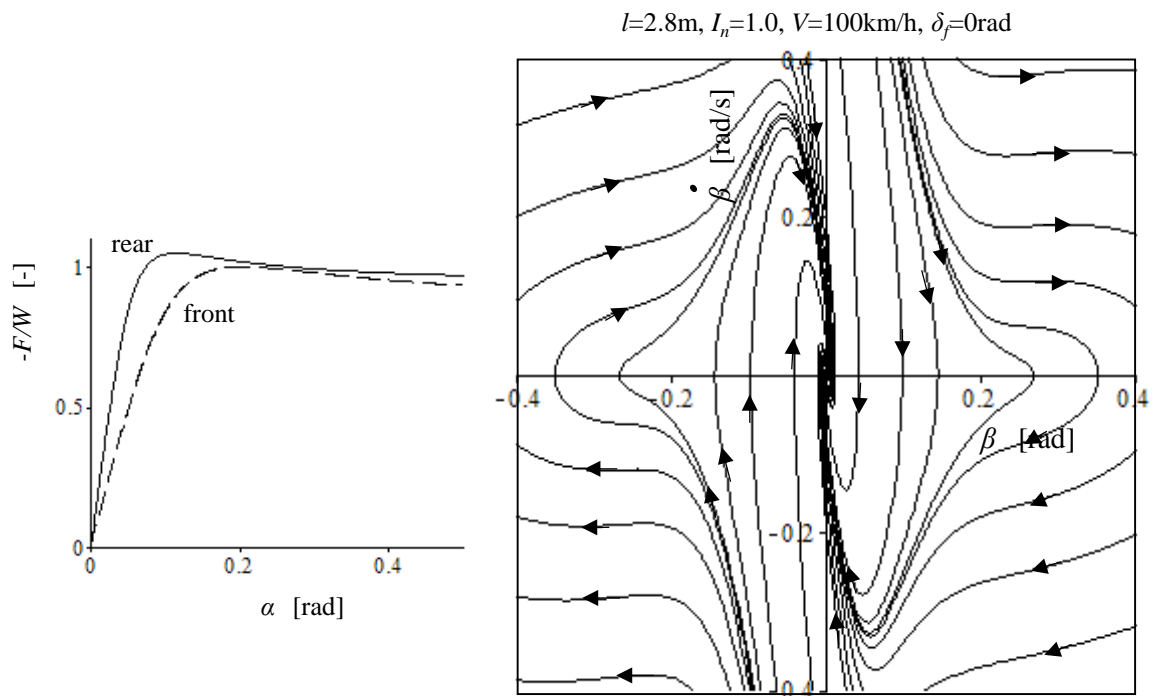 l=2.8m, Iₙ=1.0, V=100km/h, δ_f=0rad
rear
front
-F/W [-]
1
0.5
0
0 0.2 0.4
α [rad]
β̇ [rad/s]
0.4
0.2
-0.4 -0.2 0.2 0.4
β [rad]
-0.2
0.4